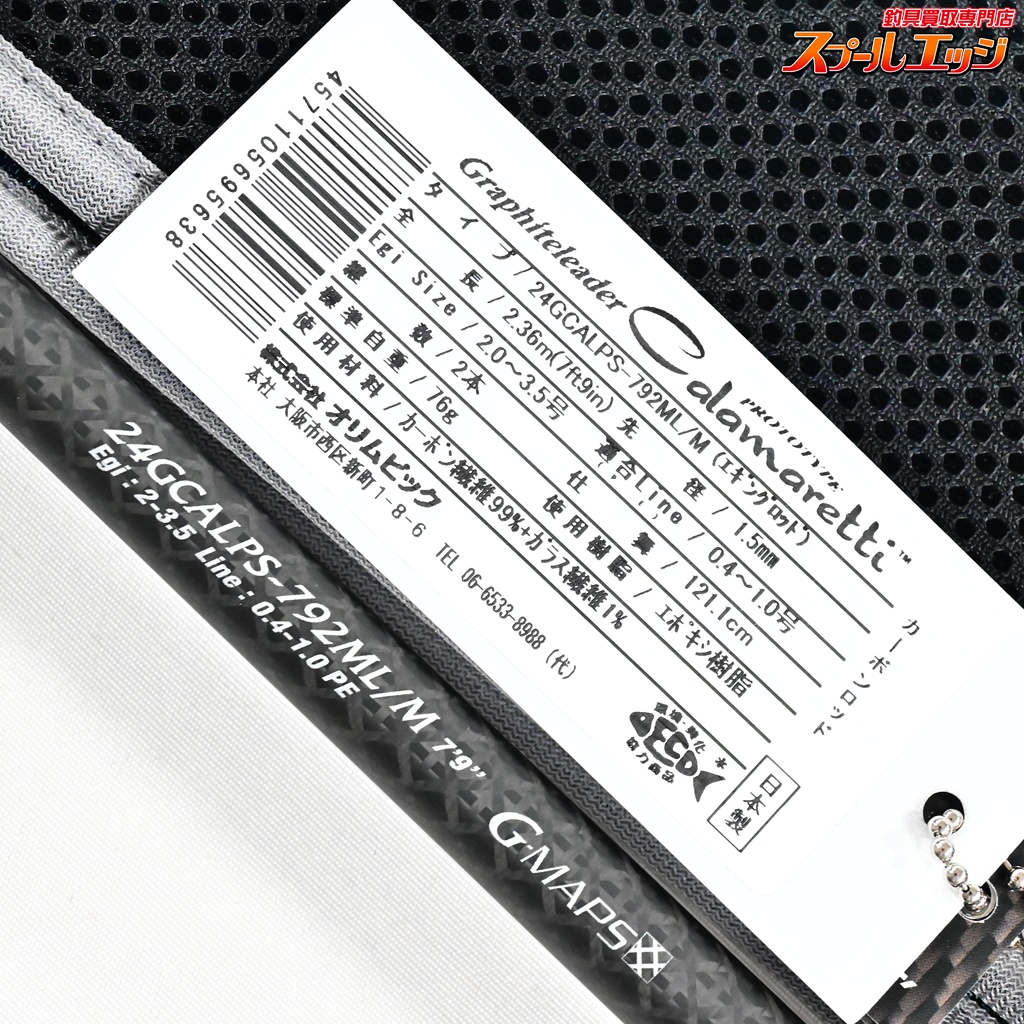 釣具買取専門店
スプールエッジ
4571105695638
Graphiteleader Calamaretti™
PROTOTYPE
カーボンロッド
タイプ / 24GCALPS-792ML/M (エギングロッド)
全長 / 2.36m(7ft9in) 先径 / 1.5mm
Egi Size / 2.0～3.5号 適合Line / 0.4～1.0号
継数 / 2本 仕舞 / 121.1cm
標準自重 / 76g 使用樹脂 / エポキシ樹脂
使用材料 / カーボン繊維99%+ガラス繊維1%
株式会社 オリムピック
本社 大阪市西区新町1-8-6 TEL 06-6533-8988 (代)
ECO
協力商品
日本製
24GCALPS-792ML/M 7'9"
Egi : 2-3.5 Line : 0.4-1.0 PE
G-MAPS